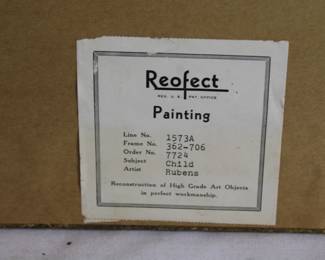 Reofect
REG. U.S. PAT. OFFICE
Painting
Line No. 1573A
Frame No. 362-706
Order No. 7724
Subject Child
Artist Rubens
Reconstruction of High Grade Art Objects
in perfect workmanship.